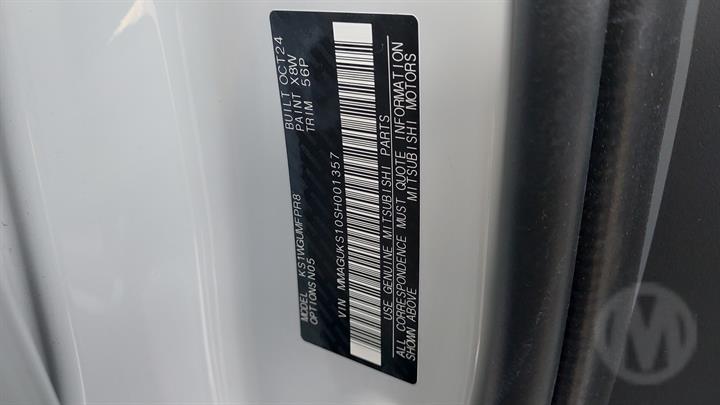 MODEL KS1WGUMFPR8 BUILT OCT24
OPTIONS N05 PAINT X8W
TRIM 56P
VIN MMAGUKS10SH001357
USE GENUINE MITSUBISHI PARTS
ALL CORRESPONDENCE MUST QUOTE INFORMATION
SHOWN ABOVE MITSUBISHI MOTORS
M